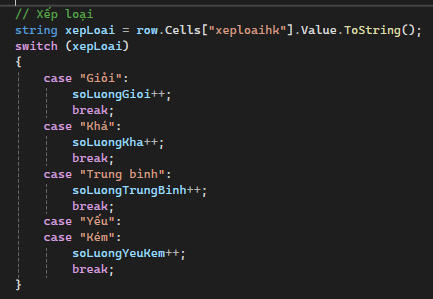 // Xếp loại
string xepLoai = row.Cells["xeploaihk"].Value.ToString();
switch (xepLoai)
{
case "Giỏi":
soLuongGioi++;
break;
case "Khá":
soLuongKha++;
break;
case "Trung bình":
soLuongTrungBinh++;
break;
case "Yếu":
case "Kém":
soLuongYeuKem++;
break;
}